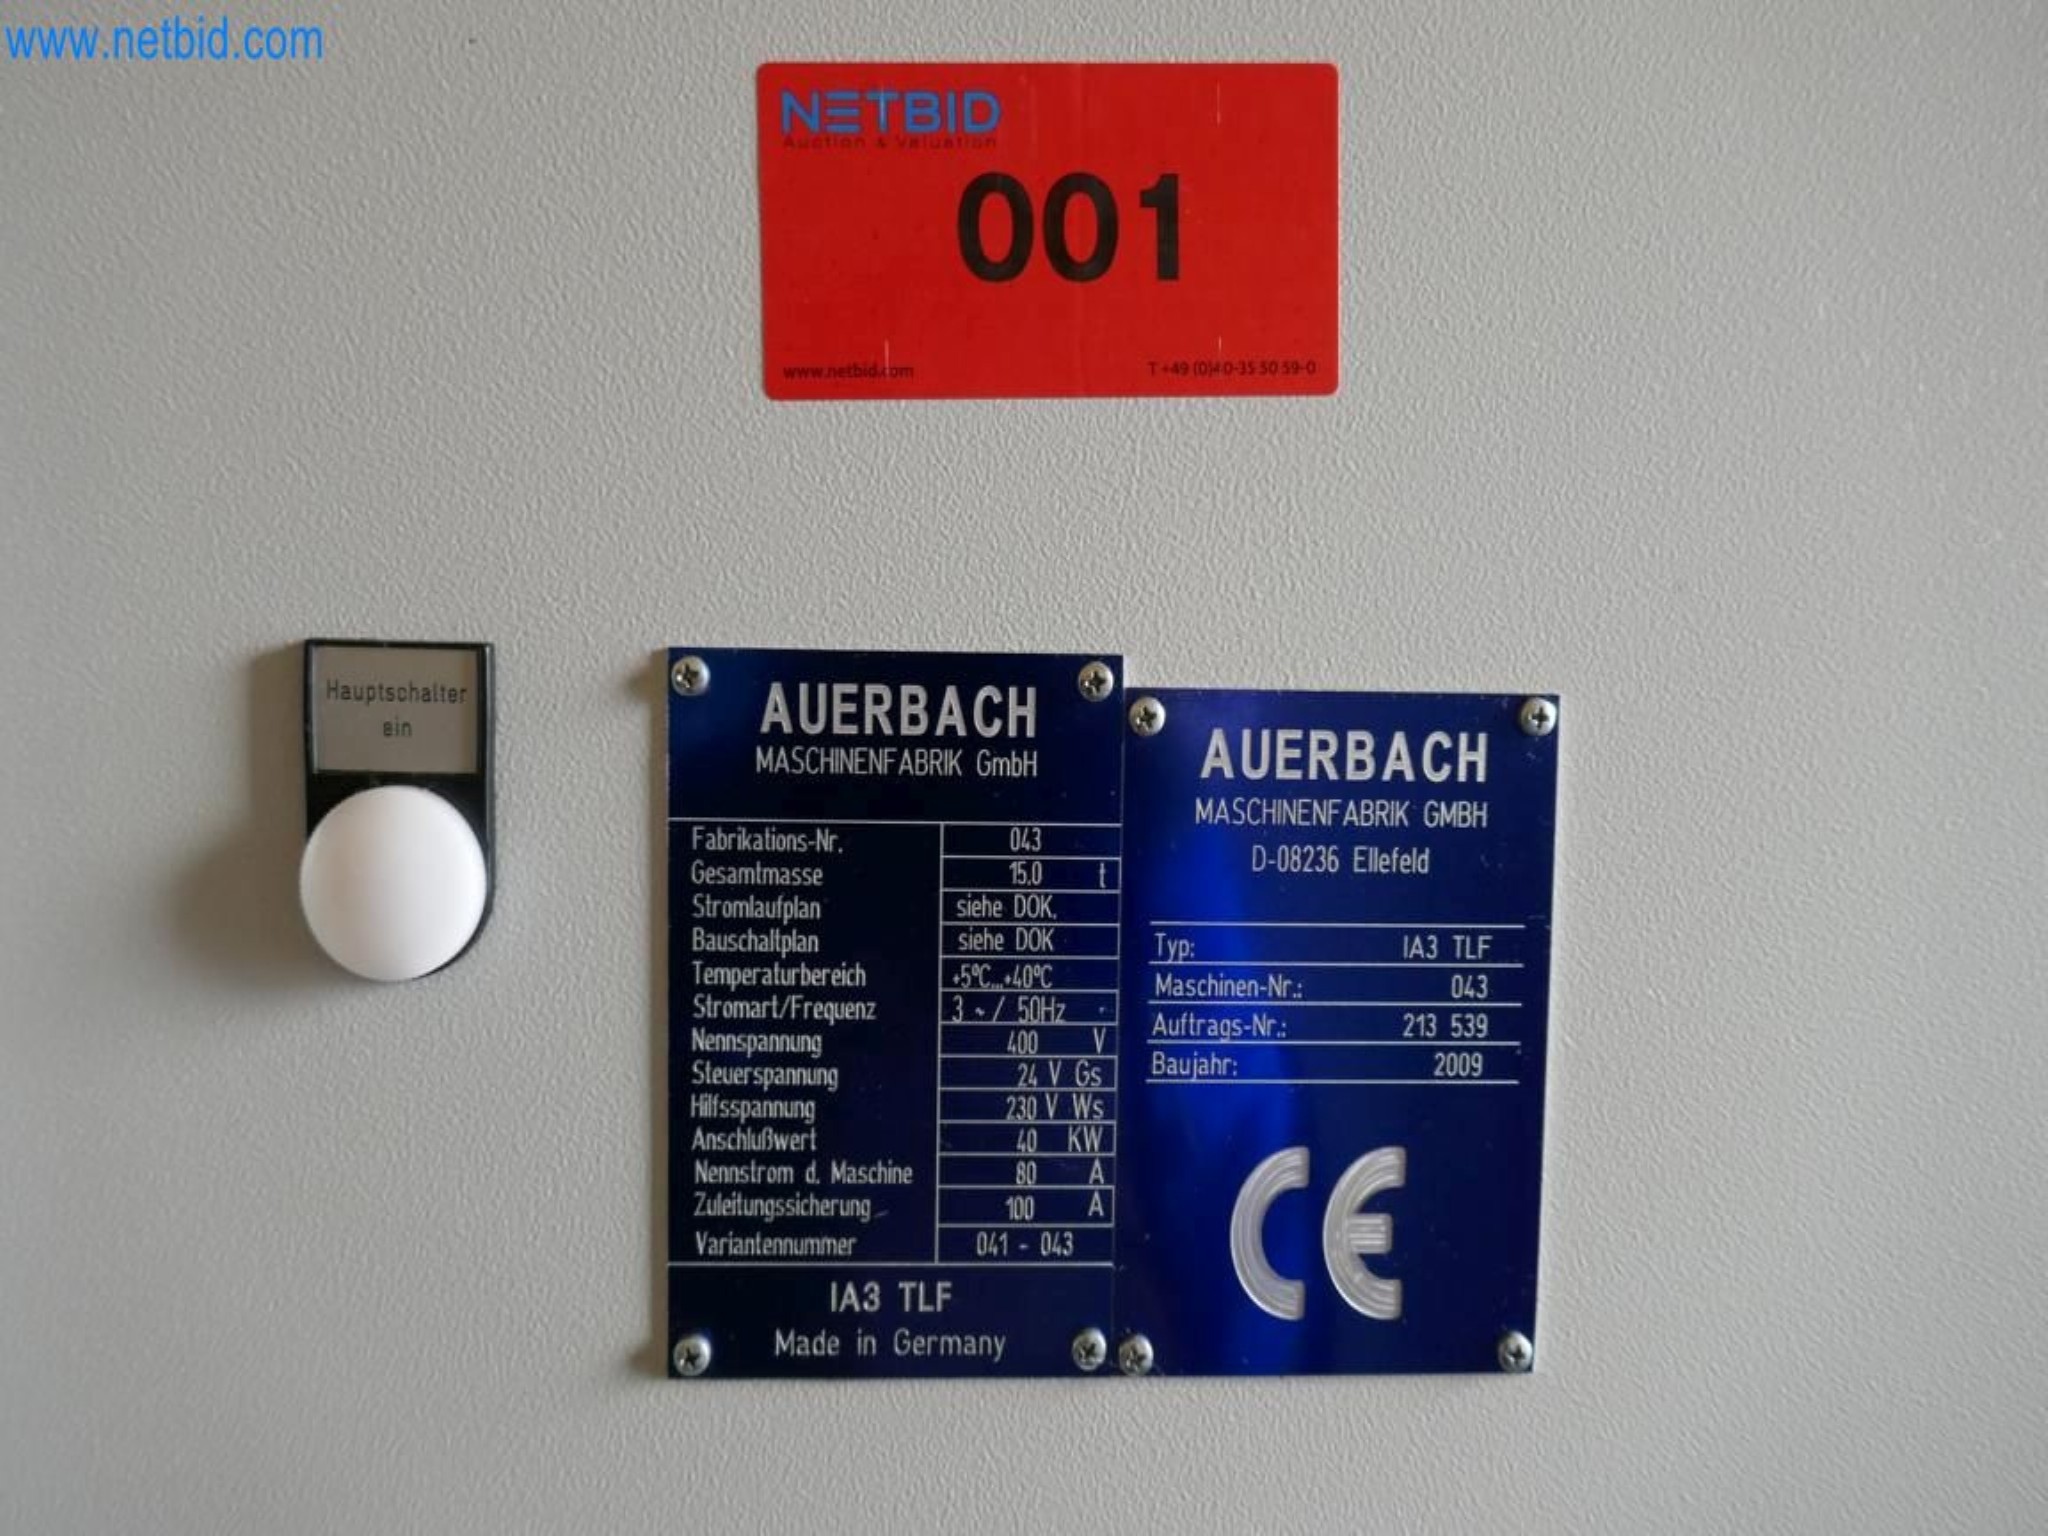 www.netbid.com
NETBID
Auction & Valuation
001
www.netbid.com T +49 (0)40-35 50 59-0
Hauptschalter
ein
AUERBACH
MASCHINENFABRIK GmbH
Fabrikations-Nr. 043
Gesamtmasse 15.0 t
Stromlaufplan siehe DOK.
Bauschaltplan siehe DOK
Temperaturbereich +5ºC...+40ºC
Stromart/Frequenz 3 ~ / 50Hz
Nennspannung 400 V
Steuerspannung 24 V Gs
Hilfsspannung 230 V Ws
Anschlußwert 40 KW
Nennstrom d. Maschine 80 A
Zuleitungssicherung 100 A
Variantennummer 041 - 043
IA3 TLF
Made in Germany
AUERBACH
MASCHINENFABRIK GMBH
D-08236 Ellefeld
Typ: IA3 TLF
Maschinen-Nr.: 043
Auftrags-Nr.: 213 539
Baujahr: 2009
CE